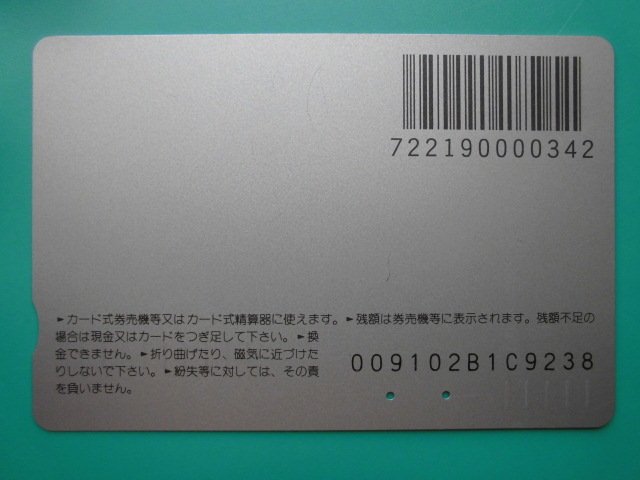 722190000342
►カード式券売機等又はカード式精算器に使えます。►残額は券売機等に表示されます。残額不足の
場合は現金又はカードをつぎ足して下さい。►換
金できません。►折り曲げたり、磁気に近づけた
りしないで下さい。►紛失等に対しては、その責
を負いません。
009102B1C9238